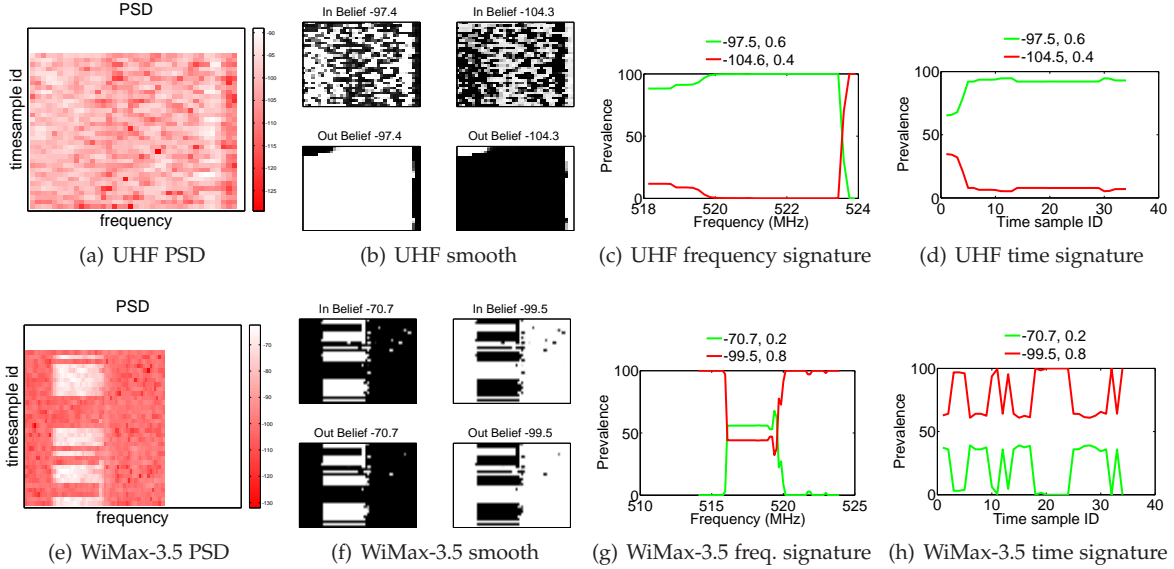 PSD
timesample id
frequency
-90
-95
-100
-105
-110
-115
-120
-125
(a) UHF PSD
In Belief -97.4
In Belief -104.3
Out Belief -97.4
Out Belief -104.3
(b) UHF smooth
-97.5, 0.6
-104.6, 0.4
Prevalence
100
50
0
518
520
522
524
Frequency (MHz)
(c) UHF frequency signature
-97.5, 0.6
-104.5, 0.4
Prevalence
100
50
0
0
10
20
30
40
Time sample ID
(d) UHF time signature
PSD
timesample id
frequency
-70
-80
-90
-100
-110
-120
-130
(e) WiMax-3.5 PSD
In Belief -70.7
In Belief -99.5
Out Belief -70.7
Out Belief -99.5
(f) WiMax-3.5 smooth
-70.7, 0.2
-99.5, 0.8
Prevalence
100
50
0
510
515
520
525
Frequency (MHz)
(g) WiMax-3.5 freq. signature
-70.7, 0.2
-99.5, 0.8
Prevalence
100
50
0
0
10
20
30
40
Time sample ID
(h) WiMax-3.5 time signature